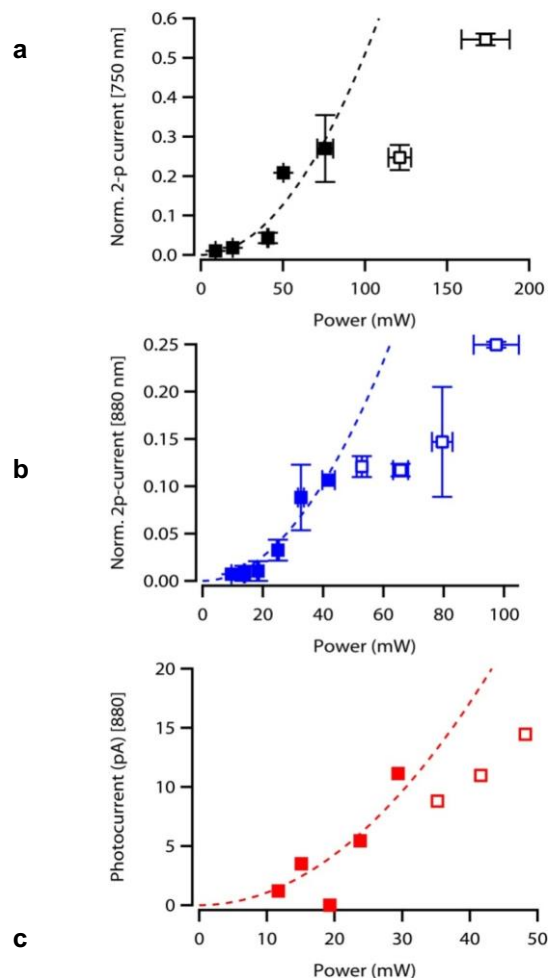 a
Norm. 2-p current [750 nm]
0.6
0.5
0.4
0.3
0.2
0.1
0.0
0 50 100 150 200
Power (mW)
b
Norm. 2p-current [880 nm]
0.25
0.20
0.15
0.10
0.05
0.00
0 20 40 60 80 100
Power (mW)
c
Photocurrent (pA) [880]
20
15
10
5
0
0 10 20 30 40 50
Power (mW)